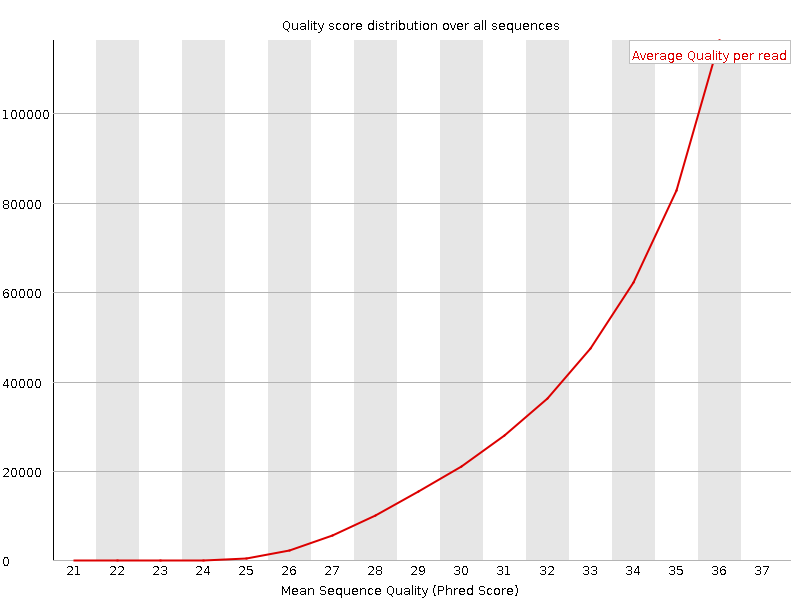 Quality score distribution over all sequences
Average Quality per read
100000
80000
60000
40000
20000
0
21 22 23 24 25 26 27 28 29 30 31 32 33 34 35 36 37
Mean Sequence Quality (Phred Score)